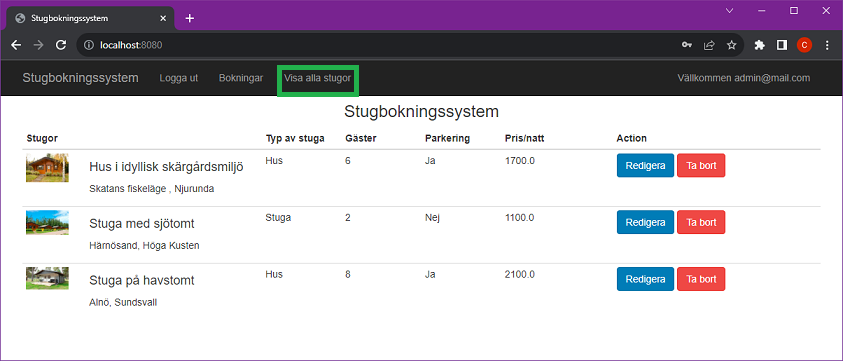 Stugbokningssystem
localhost:8080
C
Stugbokningssystem Logga ut Bokningar Visa alla stugor Vällkommen admin@mail.com
Stugbokningssystem
Stugor Typ av stuga Gäster Parkering Pris/natt Action
Hus i idyllisk skärgårdsmiljö Hus 6 Ja 1700.0 Redigera Ta bort
Skatans fiskeläge , Njurunda
Stuga med sjötomt Stuga 2 Nej 1100.0 Redigera Ta bort
Härnösand, Höga Kusten
Stuga på havstomt Hus 8 Ja 2100.0 Redigera Ta bort
Alnö, Sundsvall